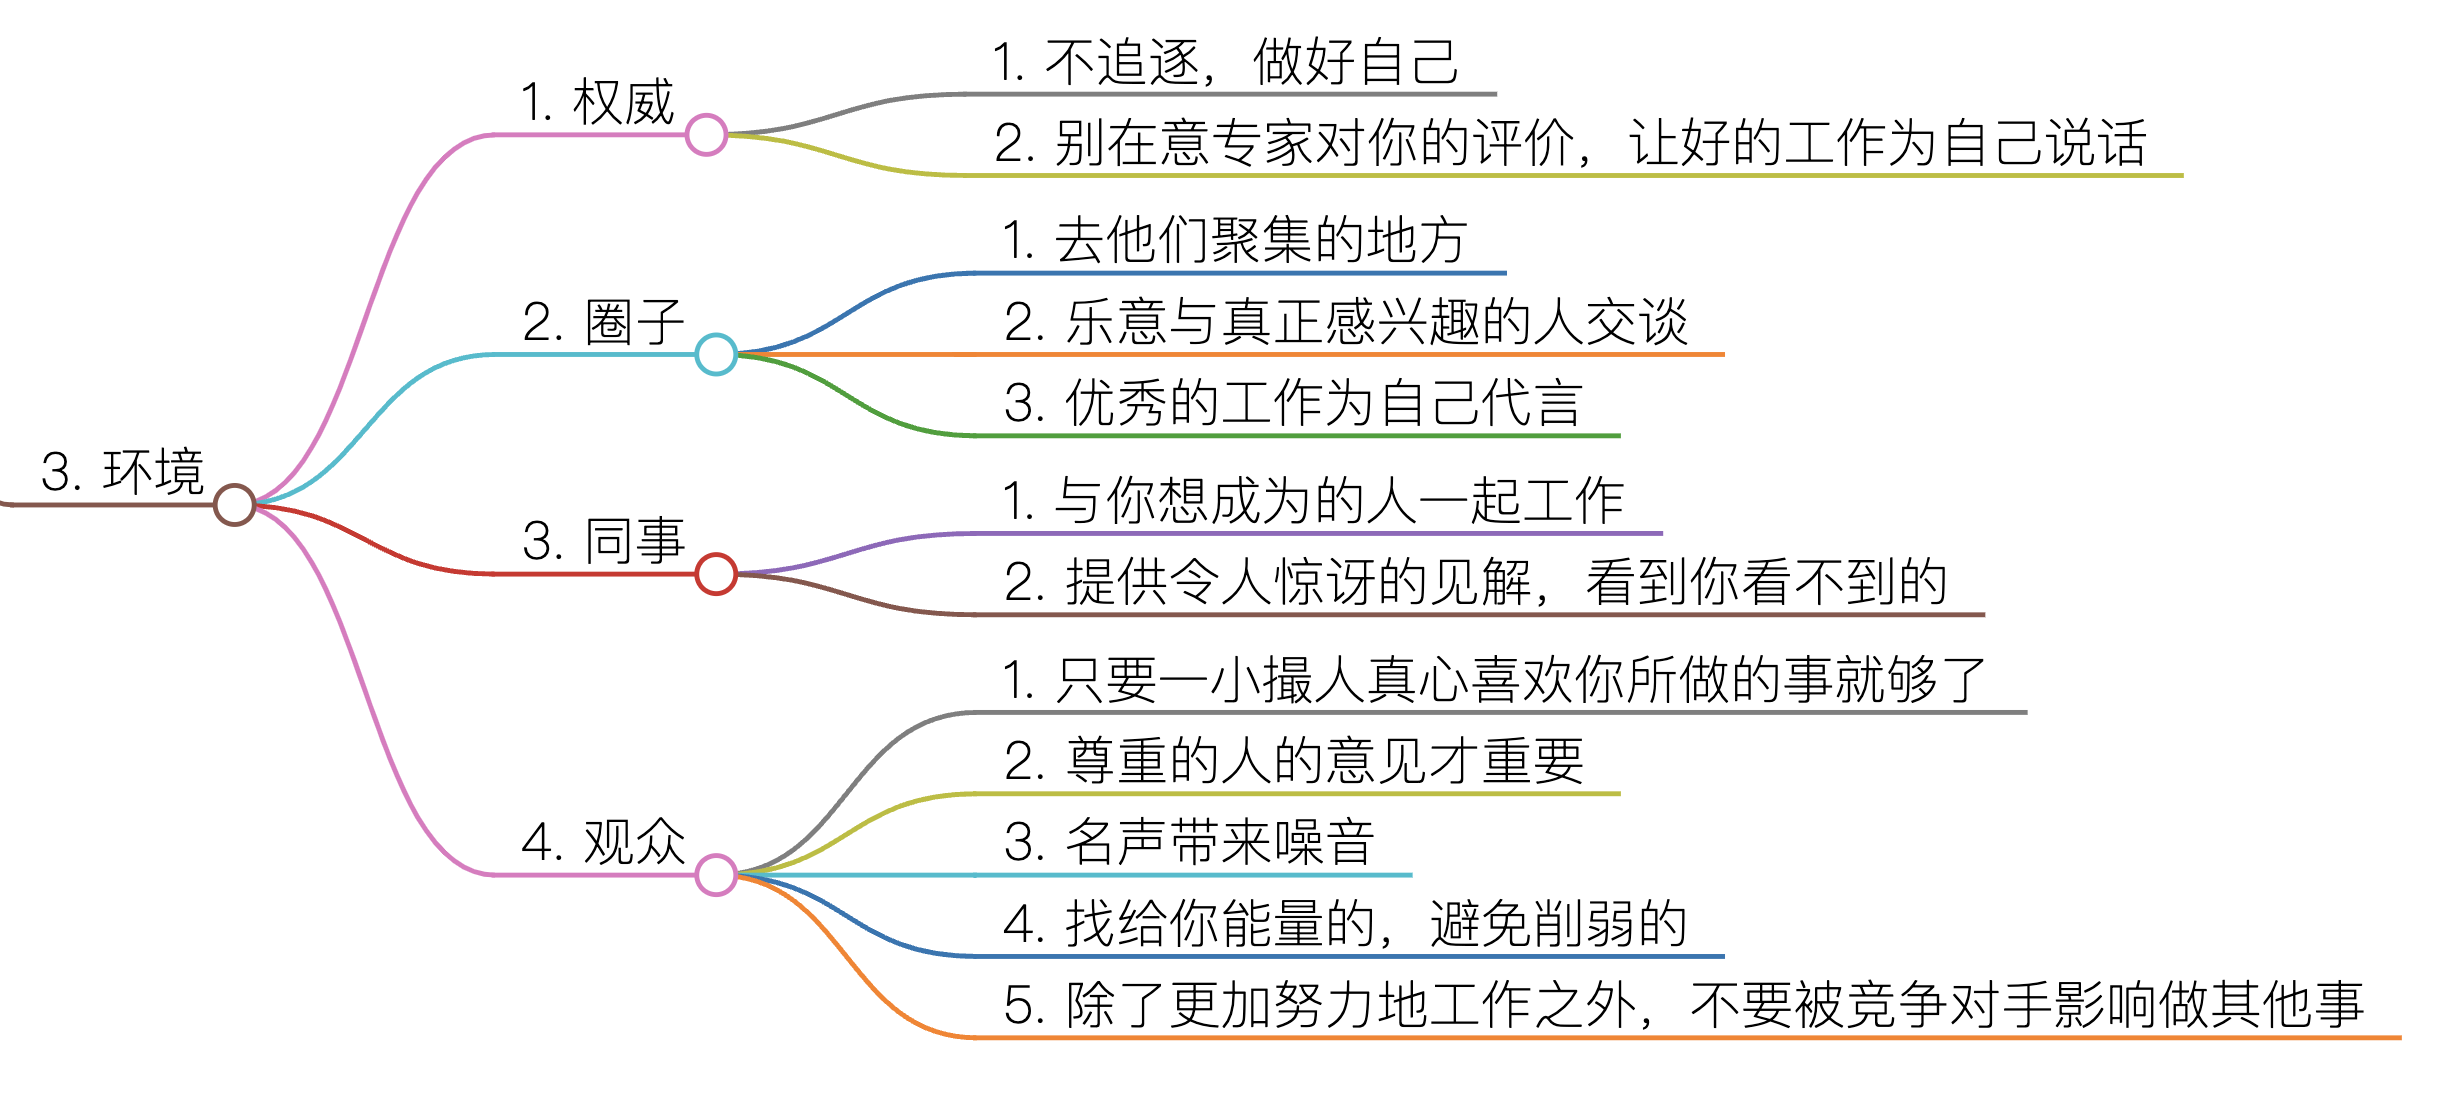 3. 环境
1. 权威
1. 不追逐，做好自己
2. 别在意专家对你的评价，让好的工作为自己说话
2. 圈子
1. 去他们聚集的地方
2. 乐意与真正感兴趣的人交谈
3. 优秀的工作为自己代言
3. 同事
1. 与你想成为的人一起工作
2. 提供令人惊讶的见解，看到你看不到的
4. 观众
1. 只要一小撮人真心喜欢你所做的事就够了
2. 尊重的人的意见才重要
3. 名声带来噪音
4. 找给你能量的，避免削弱的
5. 除了更加努力地工作之外，不要被竞争对手影响做其他事